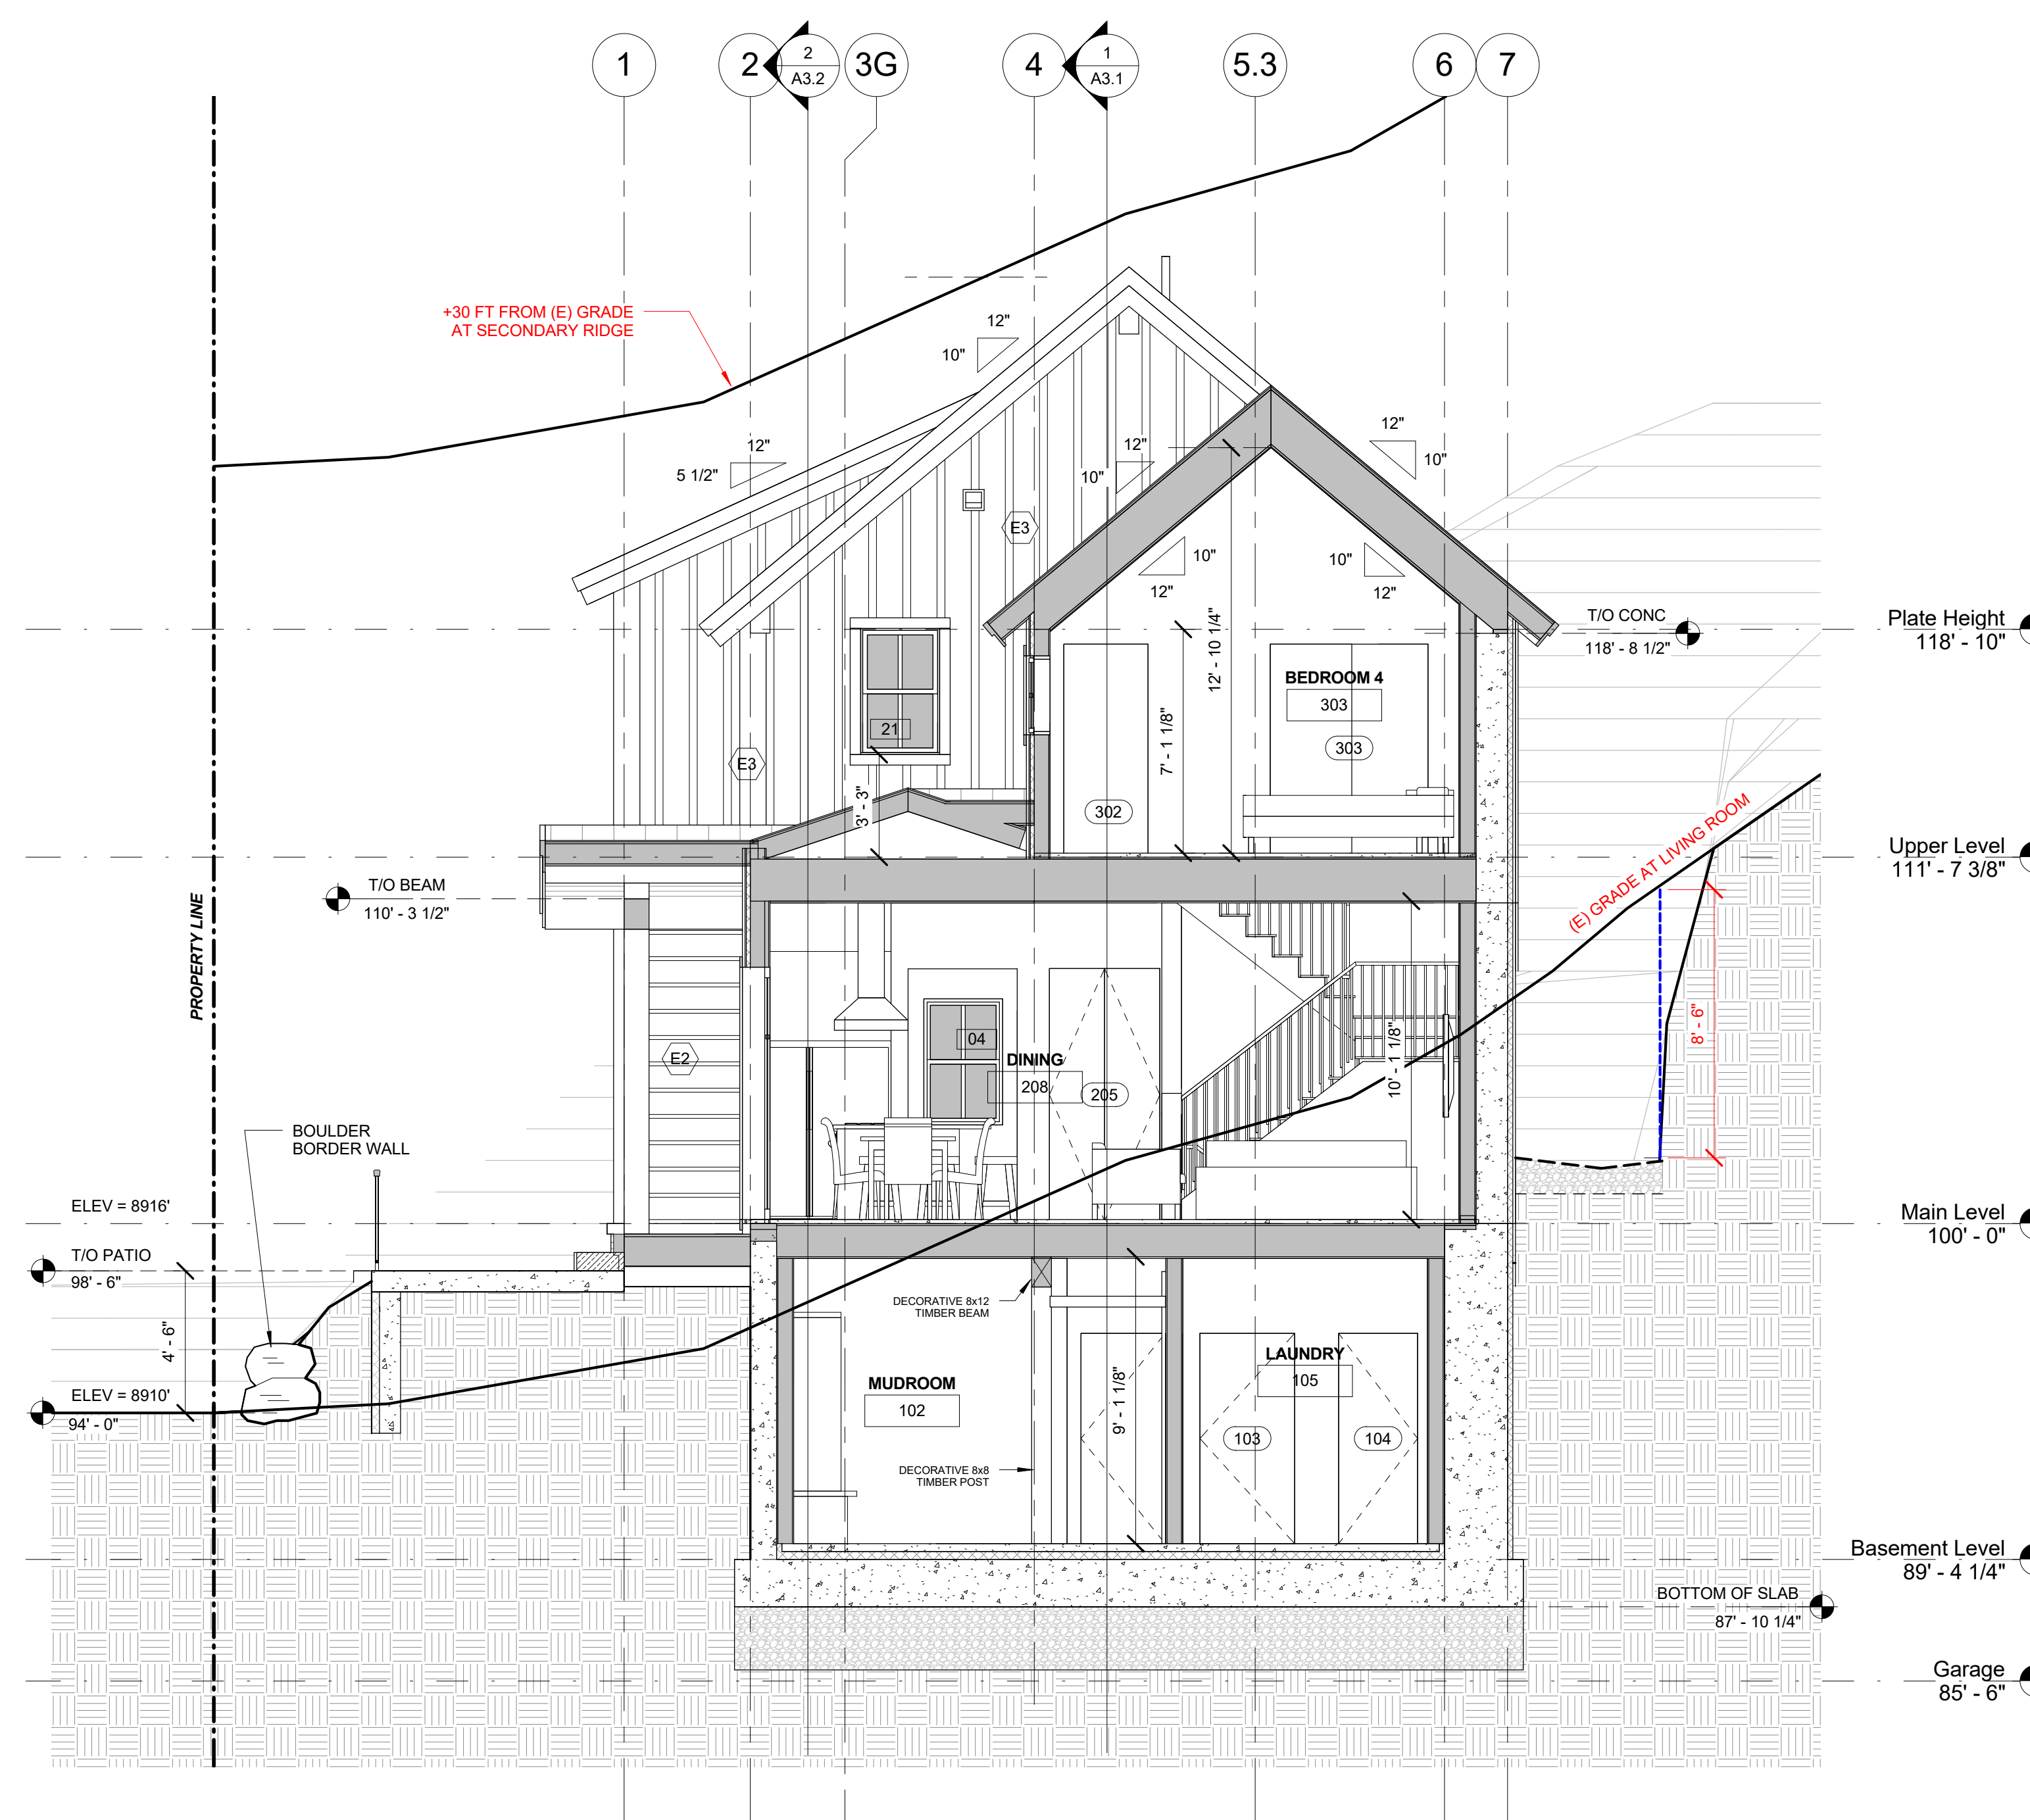 1
2
2
A3.2
3G
4
1
A3.1
5.3
6
7
+30 FT FROM (E) GRADE
AT SECONDARY RIDGE
12"
10"
12"
5 1/2"
12"
10"
12"
10"
E3
10"
12"
10"
12"
T/O CONC
118' - 8 1/2"
Plate Height
118' - 10"
12' - 10 1/4"
7' - 1 1/8"
BEDROOM 4
303
303
302
21
E3
3' - 3"
Upper Level
111' - 7 3/8"
(E) GRADE AT LIVING ROOM
T/O BEAM
110' - 3 1/2"
PROPERTY LINE
8' - 6"
10' - 1 1/8"
04
DINING
208
205
E2
BOULDER
BORDER WALL
ELEV = 8916'
Main Level
100' - 0"
T/O PATIO
98' - 6"
4' - 6"
DECORATIVE 8x12
TIMBER BEAM
LAUNDRY
105
MUDROOM
102
9' - 1 1/8"
ELEV = 8910'
94' - 0"
103
104
DECORATIVE 8x8
TIMBER POST
Basement Level
89' - 4 1/4"
BOTTOM OF SLAB
87' - 10 1/4"
Garage
85' - 6"